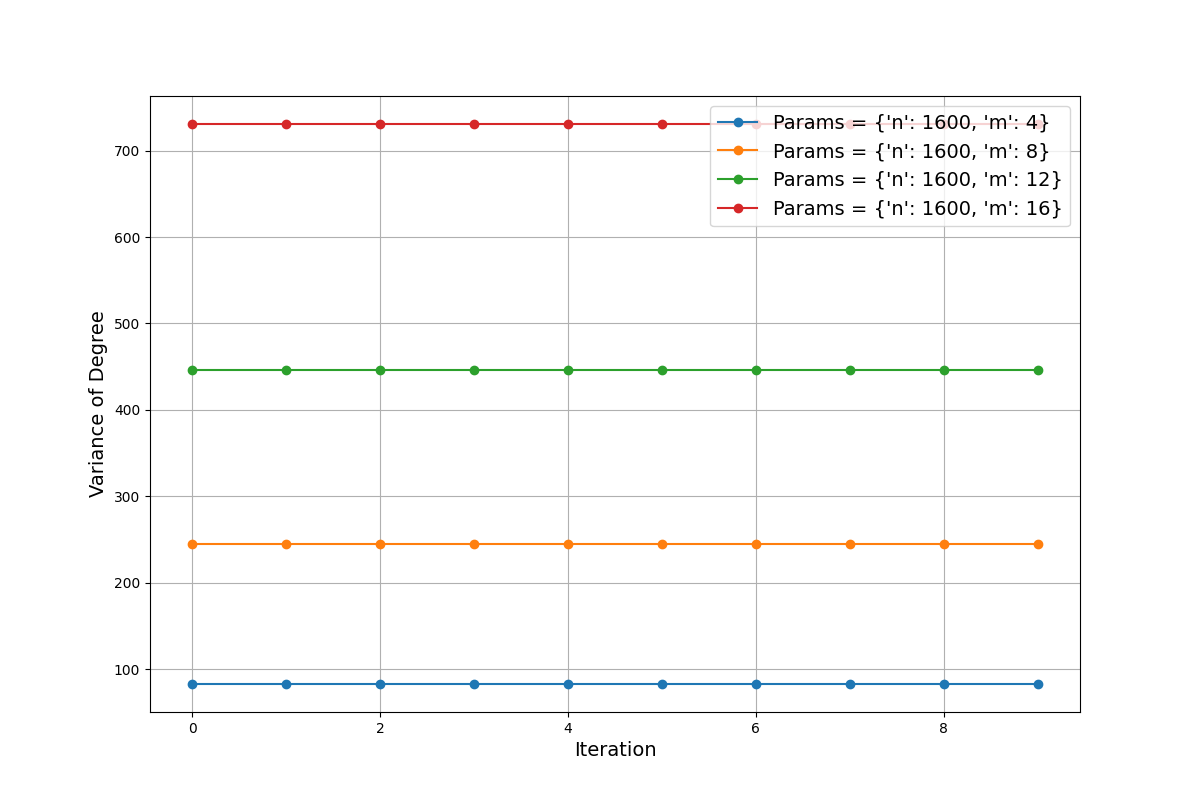 Params = {'n': 1600, 'm': 4}
Params = {'n': 1600, 'm': 8}
Params = {'n': 1600, 'm': 12}
Params = {'n': 1600, 'm': 16}
700
600
500
400
300
200
100
Variance of Degree
0 2 4 6 8
Iteration